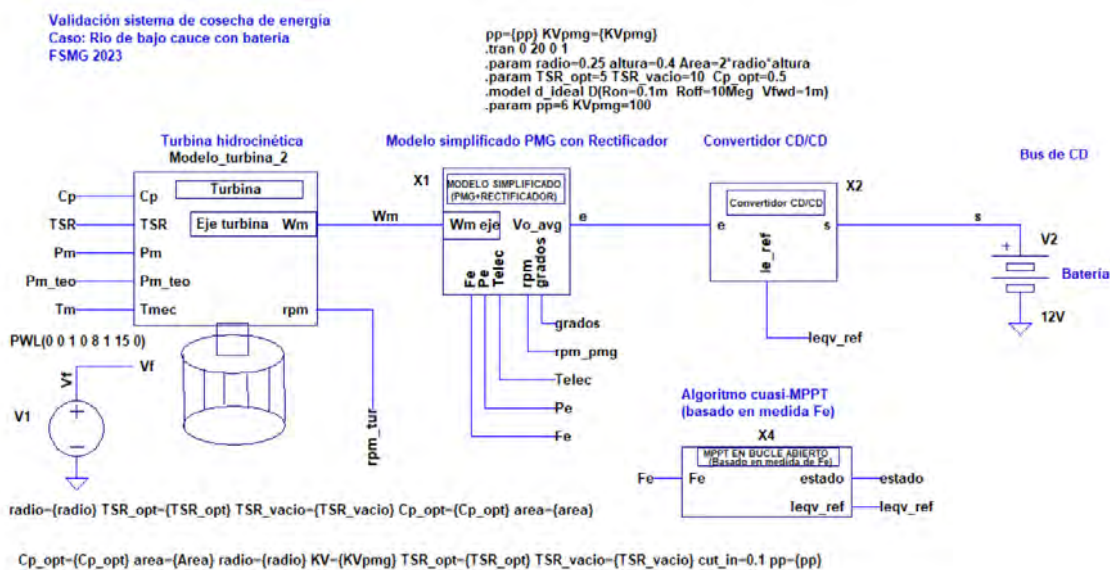 Validación sistema de cosecha de energía
Caso: Rio de bajo cauce con batería
FSMG 2023
pp={pp} KVpmg={KVpmg}
.tran 0 20 0 1
.param radio=0.25 altura=0.4 Area=2*radio*altura
.param TSR_opt=5 TSR_vacio=10 Cp_opt=0.5
.model d_ideal D(Ron=0.1m Roff=10Meg Vfwd=1m)
.param pp=6 KVpmg=100
Turbina hidrocinética
Modelo_turbina_2
Turbina
Eje turbina Wm
Cp Cp
TSR TSR
Pm Pm
Pm_teo Pm_teo
Tm Tmec
rpm
Wm
rpm_tur
PWL(0 0 1 0 8 1 15 0)
Vf
Vf
V1
Modelo simplificado PMG con Rectificador
X1
MODELO SIMPLIFICADO
(PMG+RECTIFICADOR)
Wm eje Vo_avg
Fe
Pe
Telec
rpm
grados
grados
rpm_pmg
Telec
Pe
Fe
e
Convertidor CD/CD
X2
Convertidor CD/CD
e s
Ie_ref
Ieqv_ref
s
Bus de CD
V2
Batería
12V
Algoritmo cuasi-MPPT
(basado en medida Fe)
X4
MPPT EN BUCLE ABIERTO
(Basado en medida de Fe)
Fe Fe
estado estado
Ieqv_ref Ieqv_ref
radio={radio} TSR_opt={TSR_opt} TSR_vacio={TSR_vacio} Cp_opt={Cp_opt} area={area}
Cp_opt={Cp_opt} area={Area} radio={radio} KV={KVpmg} TSR_opt={TSR_opt} TSR_vacio={TSR_vacio} cut_in=0.1 pp={pp}